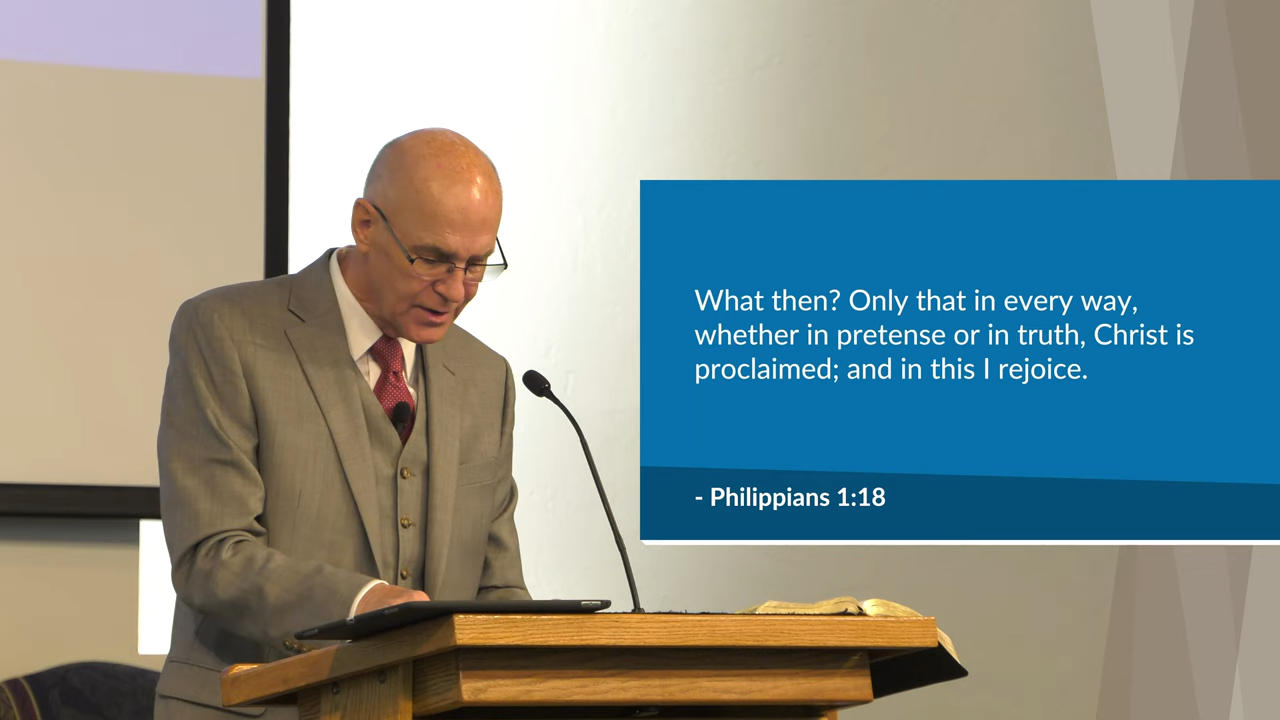 What then? Only that in every way,
whether in pretense or in truth, Christ is
proclaimed; and in this I rejoice.
- Philippians 1:18